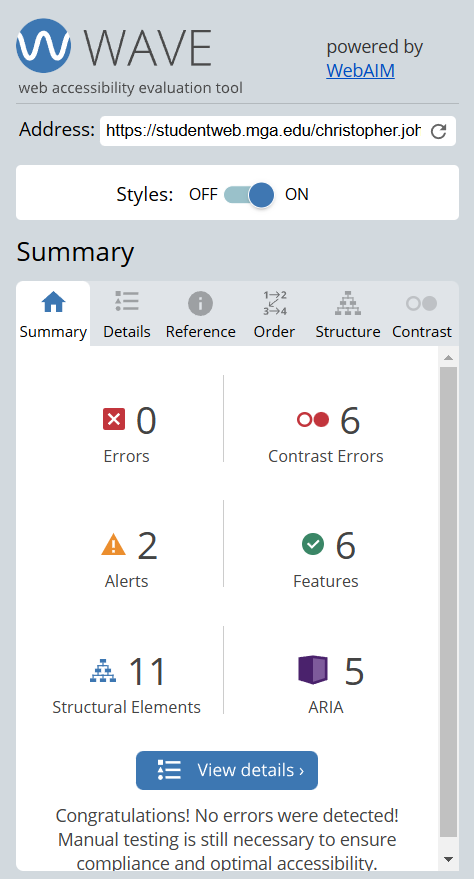 WAVE
web accessibility evaluation tool
powered by
WebAIM
Address: https://studentweb.mga.edu/christopher.joh
Styles: OFF ON
Summary
Summary Details Reference Order Structure Contrast
0
Errors
6
Contrast Errors
2
Alerts
6
Features
11
Structural Elements
5
ARIA
View details ›
Congratulations! No errors were detected!
Manual testing is still necessary to ensure
compliance and optimal accessibility.